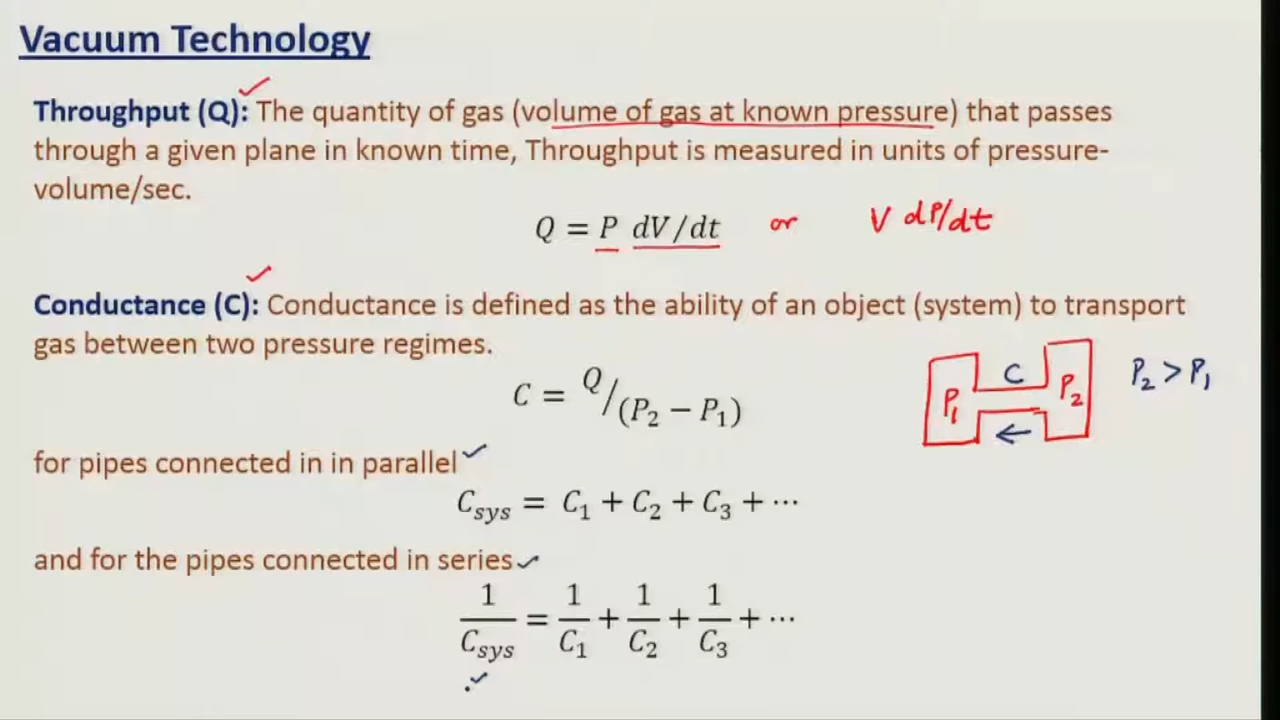 Vacuum Technology
Throughput (Q): The quantity of gas (volume of gas at known pressure) that passes
through a given plane in known time, Throughput is measured in units of pressure-
volume/sec.
Q = P dV/dt or V dP/dt
Conductance (C): Conductance is defined as the ability of an object (system) to transport
gas between two pressure regimes.
C = Q/(P₂ − P₁)
P₁ C P₂ P₂ > P₁
for pipes connected in in parallel
C_sys = C₁ + C₂ + C₃ + ⋯
and for the pipes connected in series
1/C_sys = 1/C₁ + 1/C₂ + 1/C₃ + ⋯